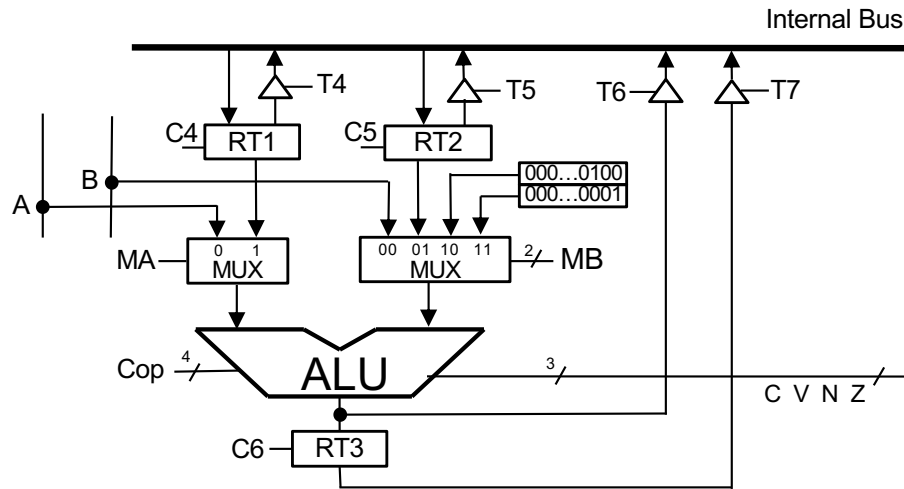 Internal Bus
T4
T5
T6
T7
C4
RT1
C5
RT2
B
000...0100
000...0001
A
0 1
MUX
MA
00 01 10 11
MUX
2
MB
Cop
4
ALU
3
C V N Z
C6
RT3